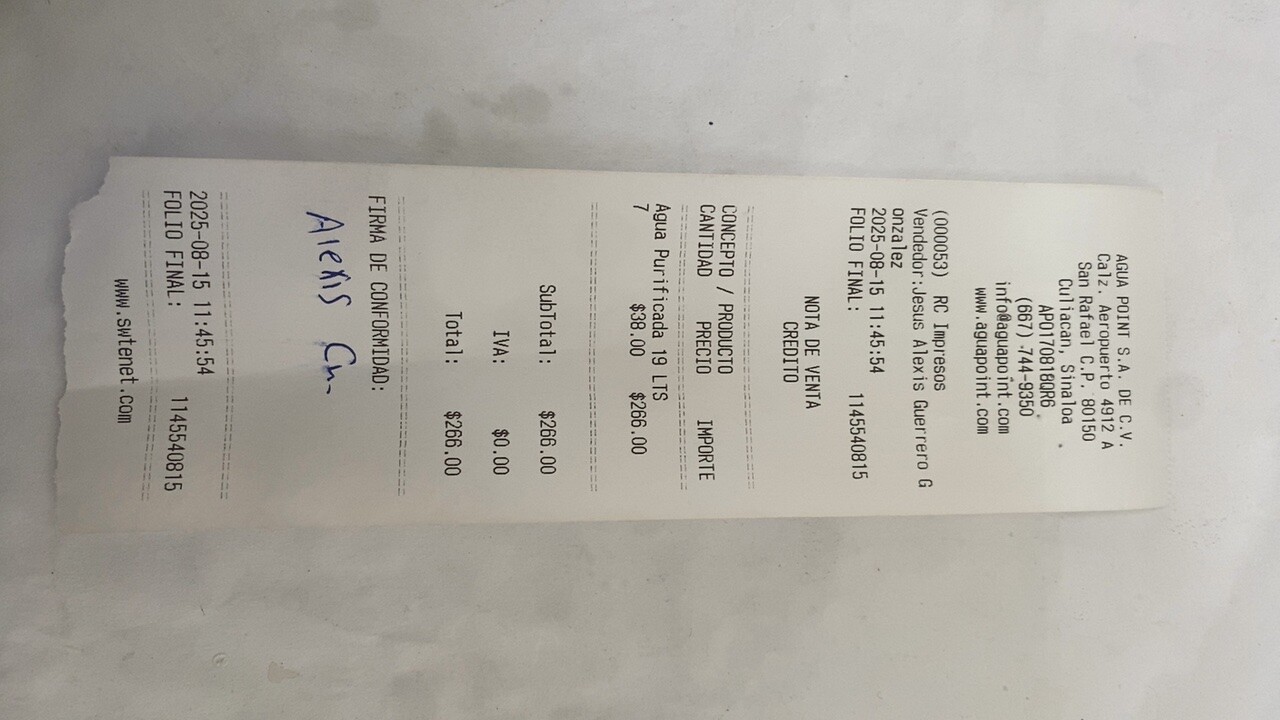 AGUA POINT S.A. DE C.V.
Calz. Aeropuerto 4912 A
San Rafael C.P. 80150
Culiacan, Sinaloa
APO170818QR6
(667) 744-9350
info@aguapoint.com
www.aguapoint.com
(000053) RC Impresos
Vendedor:Jesus Alexis Guerrero G
onzalez
2025-08-15 11:45:54
FOLIO FINAL: 1145540815
NOTA DE VENTA
CREDITO
CONCEPTO / PRODUCTO
CANTIDAD PRECIO IMPORTE
Agua Purificada 19 LTS
7 $38.00 $266.00
SubTotal: $266.00
IVA: $0.00
Total: $266.00
FIRMA DE CONFORMIDAD:
Alexis
2025-08-15 11:45:54
FOLIO FINAL: 1145540815
www.swtenet.com